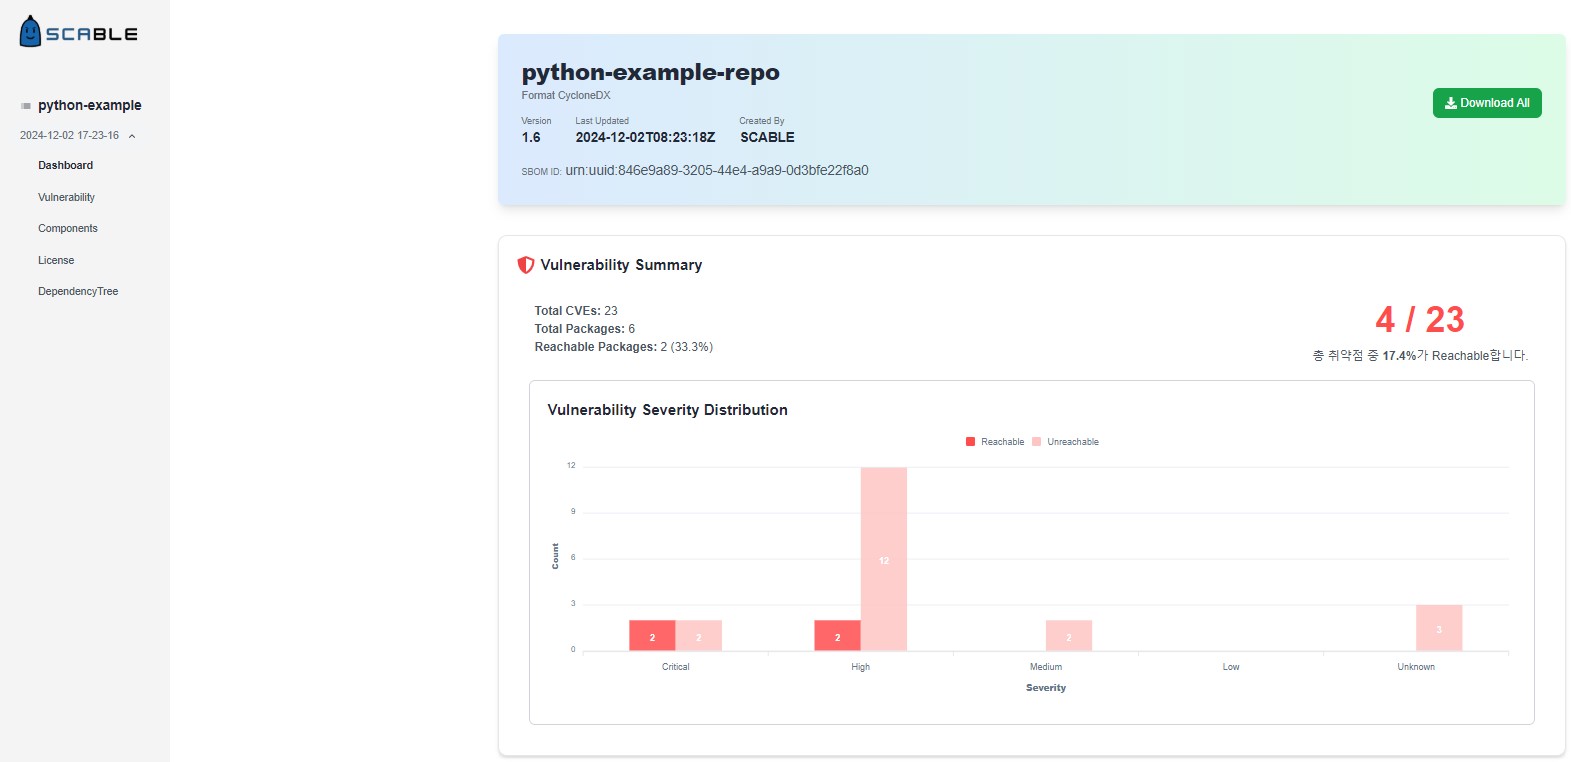 SCABLE
python-example
2024-12-02 17-23-16
Dashboard
Vulnerability
Components
License
DependencyTree
python-example-repo
Format CycloneDX
Version Last Updated Created By
1.6 2024-12-02T08:23:18Z SCABLE
SBOM ID: urn:uuid:846e9a89-3205-44e4-a9a9-0d3bfe22f8a0
Download All
Vulnerability Summary
Total CVEs: 23
Total Packages: 6
Reachable Packages: 2 (33.3%)
4 / 23
총 취약점 중 17.4%가 Reachable합니다.
Vulnerability Severity Distribution
Reachable Unreachable
12
9
6
3
0
Count
2 2 2 12 2 3
Critical High Medium Low Unknown
Severity